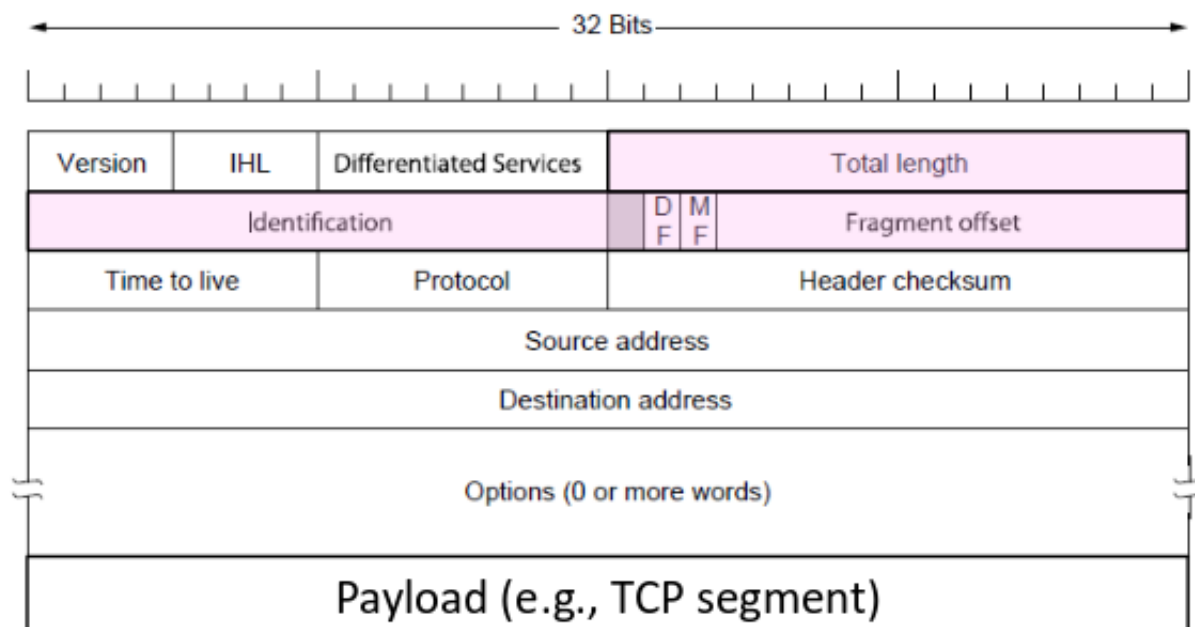 32 Bits
Version IHL Differentiated Services Total length
Identification D F M F Fragment offset
Time to live Protocol Header checksum
Source address
Destination address
Options (0 or more words)
Payload (e.g., TCP segment)